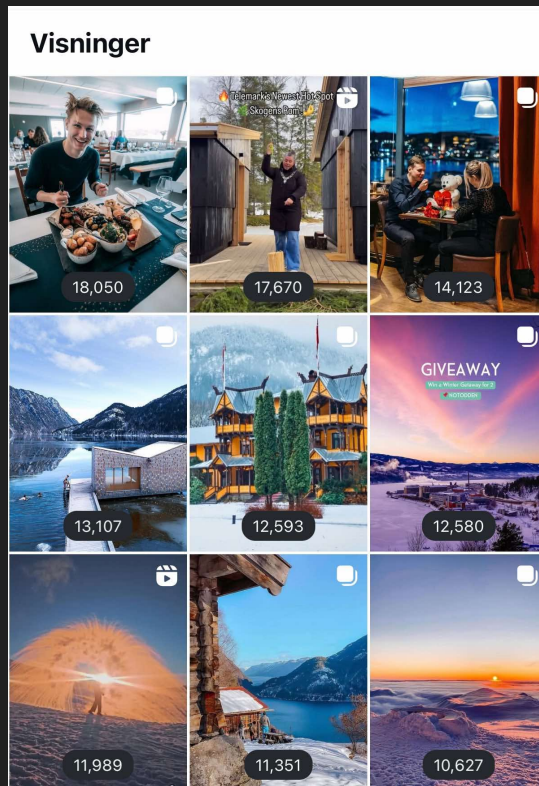 Visninger
🔥Telemark's Newest Hot Spot
🌿Skogens Rom
18,050
17,670
14,123
GIVEAWAY
Win a Winter Getaway for 2
📍NOTODDEN
13,107
12,593
12,580
11,989
11,351
10,627